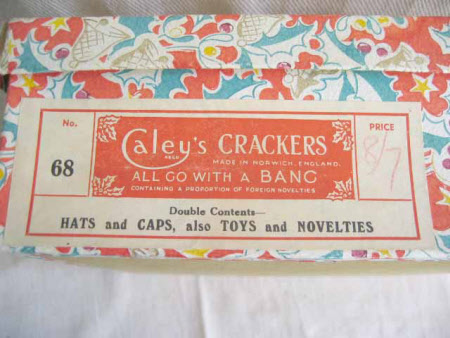 No.
68
Caley's CRACKERS
REGD
MADE IN NORWICH, ENGLAND.
ALL GO WITH A BANG
CONTAINING A PROPORTION OF FOREIGN NOVELTIES
PRICE
8/7
Double Contents—
HATS and CAPS, also TOYS and NOVELTIES